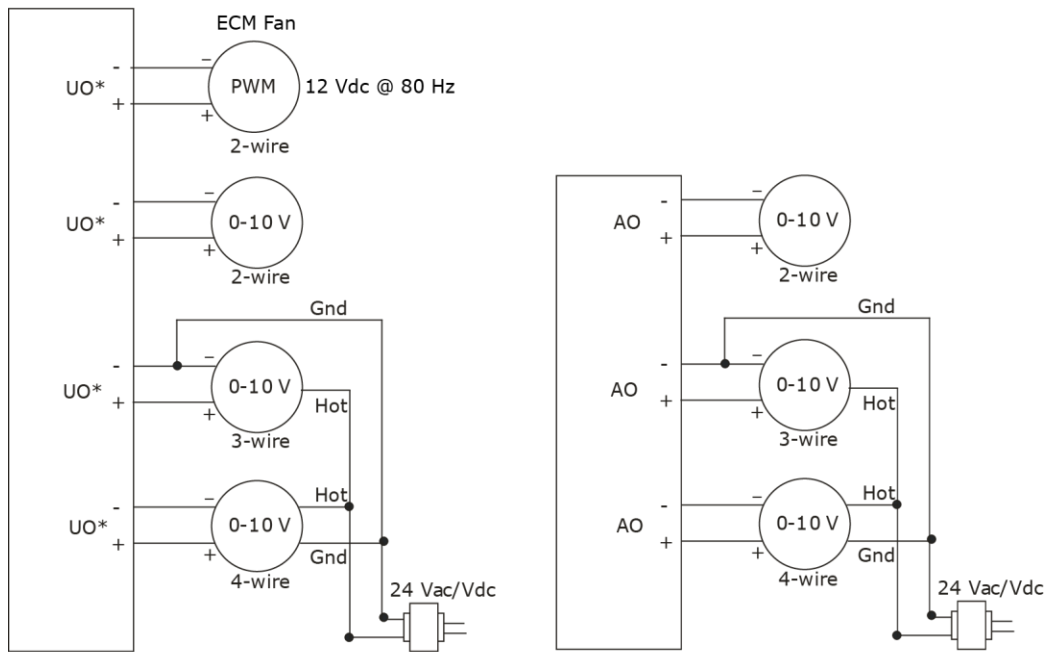 ECM Fan
-
UO*
+
–
PWM
+
12 Vdc @ 80 Hz
2-wire
-
UO*
+
–
0-10 V
+
2-wire
Gnd
-
UO*
+
–
0-10 V
+
Hot
3-wire
-
UO*
+
–
0-10 V
+
Hot
Gnd
4-wire
24 Vac/Vdc
-
AO
+
–
0-10 V
+
2-wire
Gnd
-
AO
+
–
0-10 V
+
Hot
3-wire
-
AO
+
–
0-10 V
+
Hot
Gnd
4-wire
24 Vac/Vdc